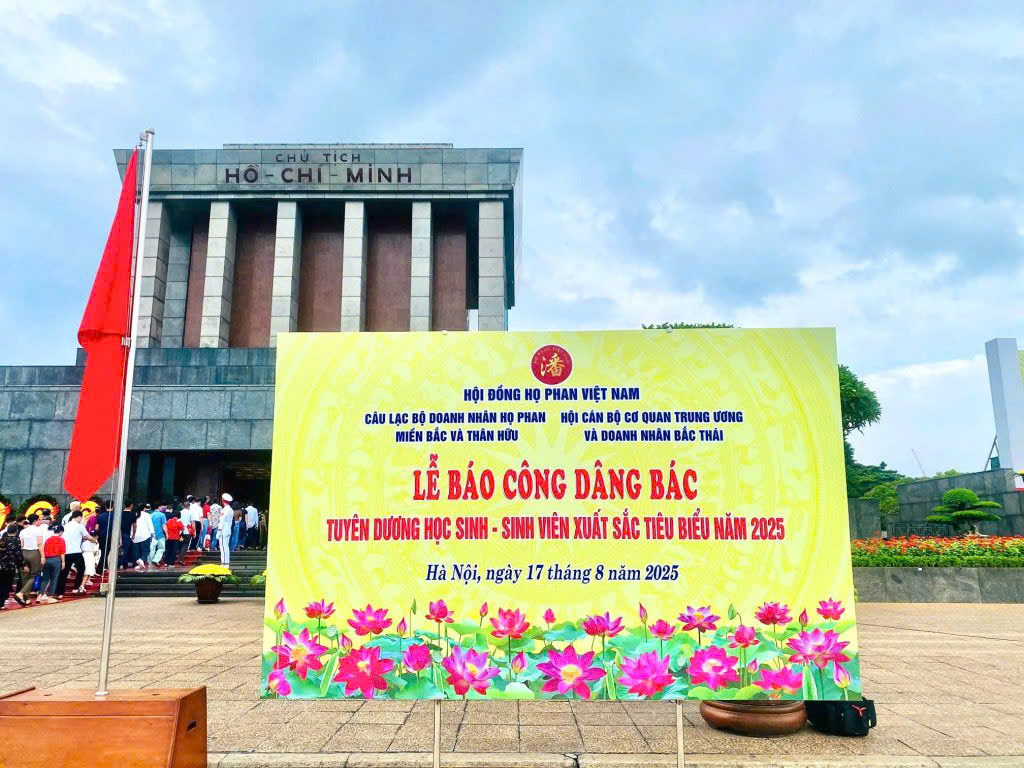 CHỦ TỊCH
HỒ - CHÍ - MINH
潘
HỘI ĐỒNG HỌ PHAN VIỆT NAM
CÂU LẠC BỘ DOANH NHÂN HỌ PHAN
MIỀN BẮC VÀ THÂN HỮU
HỘI CÁN BỘ CƠ QUAN TRUNG ƯƠNG
VÀ DOANH NHÂN BẮC THÁI
LỄ BÁO CÔNG DÂNG BÁC
TUYÊN DƯƠNG HỌC SINH - SINH VIÊN XUẤT SẮC TIÊU BIỂU NĂM 2025
Hà Nội, ngày 17 tháng 8 năm 2025